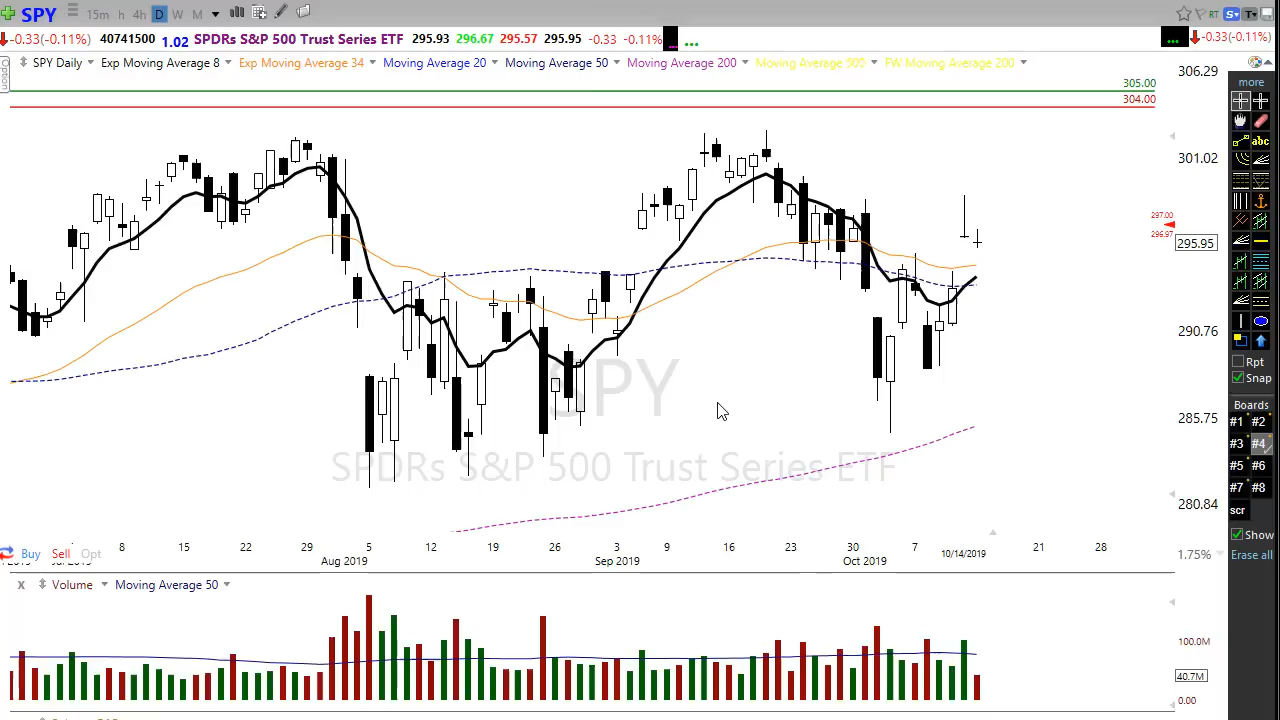 SPY 15m h 4h D W M RT S T
-0.33(-0.11%) 40741500 1.02 SPDRs S&P 500 Trust Series ETF 295.93 296.67 295.57 295.95 -0.33 -0.11% ... ... -0.33(-0.11%)
Option
SPY Daily Exp Moving Average 8 Exp Moving Average 34 Moving Average 20 Moving Average 50 Moving Average 200 Moving Average 500 FW Moving Average 200
306.29
305.00
304.00
301.02
297.00
296.97
295.95
290.76
285.75
280.84
SPY
SPDRs S&P 500 Trust Series ETF
more
abc
Rpt
Snap
Boards
#1 #2
#3 #4
#5 #6
#7 #8
scr
Show
Erase all
8 15 22 29 5 12 19 26 3 9 16 23 30 7 10/14/2019 21 28
Aug 2019 Sep 2019 Oct 2019
Buy Sell Opt
1.75%
x Volume Moving Average 50
100.0M
40.7M
0.00